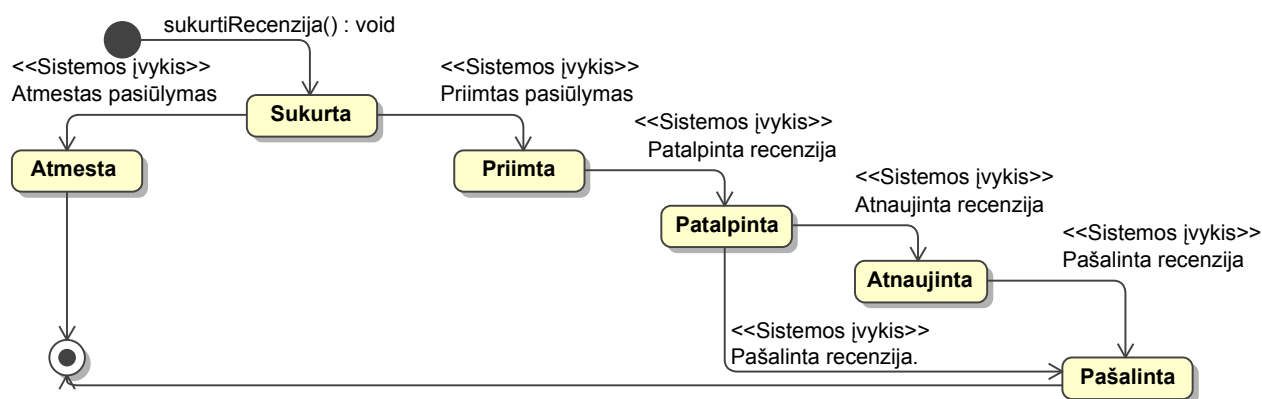 sukurtiRecenzija() : void
<<Sistemos įvykis>>
Atmestas pasiūlymas
<<Sistemos įvykis>>
Priimtas pasiūlymas
Sukurta
<<Sistemos įvykis>>
Patalpinta recenzija
Atmesta
Priimta
<<Sistemos įvykis>>
Atnaujinta recenzija
Patalpinta
<<Sistemos įvykis>>
Pašalinta recenzija
Atnaujinta
<<Sistemos įvykis>>
Pašalinta recenzija.
Pašalinta